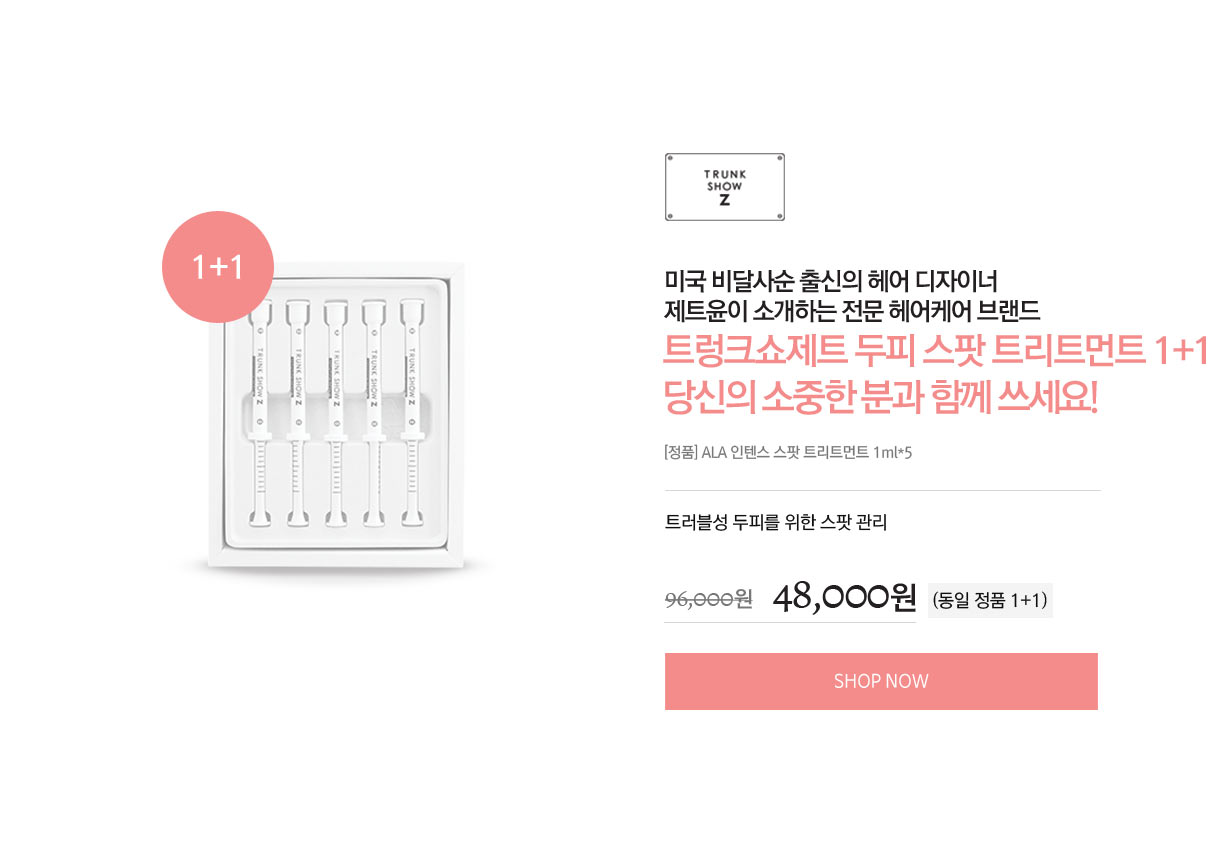 1+1
TRUNK SHOW Z
TRUNK SHOW Z
TRUNK SHOW Z
TRUNK SHOW Z
TRUNK SHOW Z
TRUNK
SHOW
Z
미국 비달사순 출신의 헤어 디자이너
제트윤이 소개하는 전문 헤어케어 브랜드
트렁크쇼제트 두피 스팟 트리트먼트 1+1
당신의 소중한 분과 함께 쓰세요!
[정품] ALA 인텐스 스팟 트리트먼트 1ml*5
트러블성 두피를 위한 스팟 관리
96,000원 48,000원 (동일 정품 1+1)
SHOP NOW